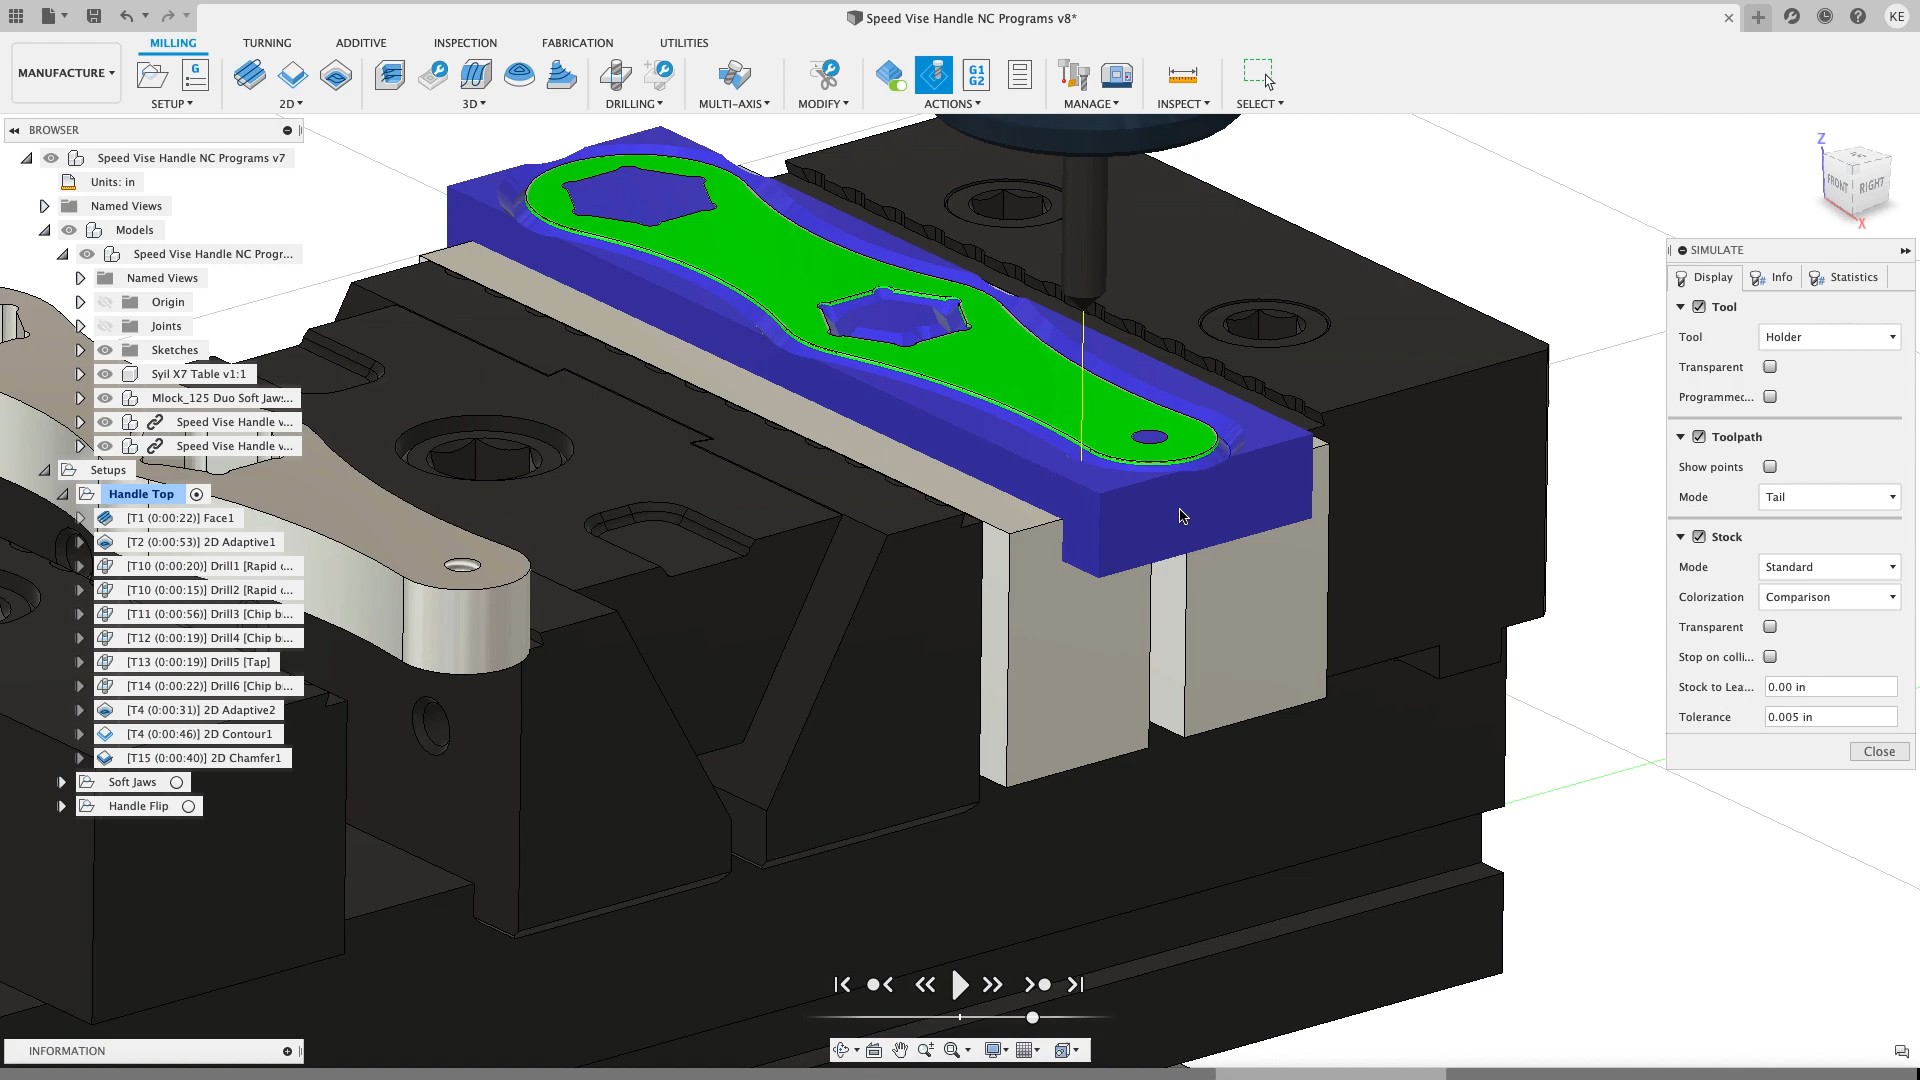 Speed Vise Handle NC Programs v8*
KE
MANUFACTURE
MILLING
TURNING
ADDITIVE
INSPECTION
FABRICATION
UTILITIES
G
G1
G2
SETUP
2D
3D
DRILLING
MULTI-AXIS
MODIFY
ACTIONS
MANAGE
INSPECT
SELECT
BROWSER
Speed Vise Handle NC Programs v7
Units: in
Named Views
Models
Speed Vise Handle NC Progr...
Named Views
Origin
Joints
Sketches
Syil X7 Table v1:1
Mlock_125 Duo Soft Jaw:...
Speed Vise Handle v...
Speed Vise Handle v...
Setups
Handle Top
[T1 (0:00:22)] Face1
[T2 (0:00:53)] 2D Adaptive1
[T10 (0:00:20)] Drill1 [Rapid ...
[T10 (0:00:15)] Drill2 [Rapid ...
[T11 (0:00:56)] Drill3 [Chip b...
[T12 (0:00:19)] Drill4 [Chip b...
[T13 (0:00:19)] Drill5 [Tap]
[T14 (0:00:22)] Drill6 [Chip b...
[T4 (0:00:31)] 2D Adaptive2
[T4 (0:00:46)] 2D Contour1
[T15 (0:00:40)] 2D Chamfer1
Soft Jaws
Handle Flip
INFORMATION
Z
FRONT
RIGHT
X
SIMULATE
Display
Info
Statistics
Tool
Tool
Holder
Transparent
Programmec...
Toolpath
Show points
Mode
Tail
Stock
Mode
Standard
Colorization
Comparison
Transparent
Stop on colli...
Stock to Lea...
0.00 in
Tolerance
0.005 in
Close